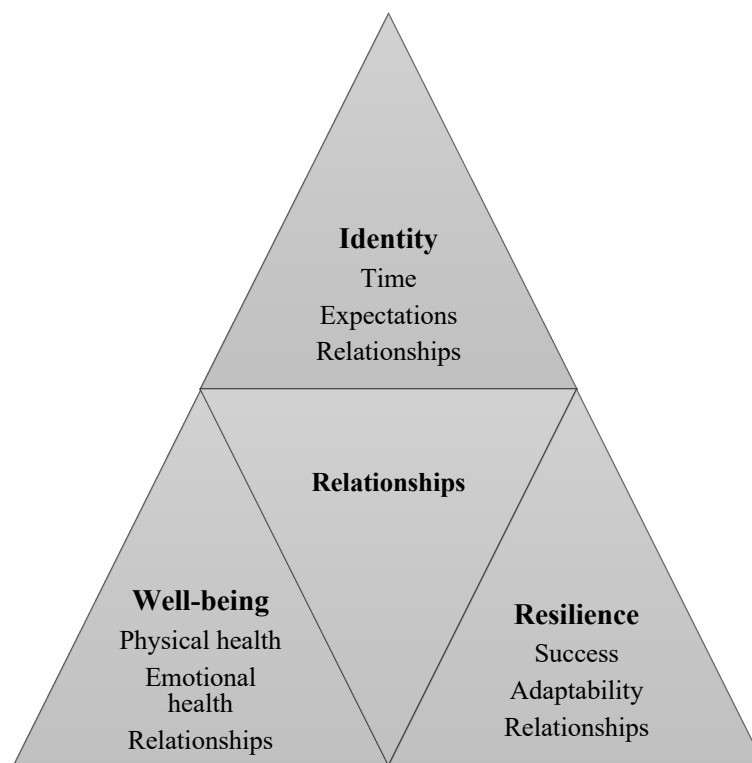 Identity
Time
Expectations
Relationships
Relationships
Well-being
Physical health
Emotional
health
Relationships
Resilience
Success
Adaptability
Relationships